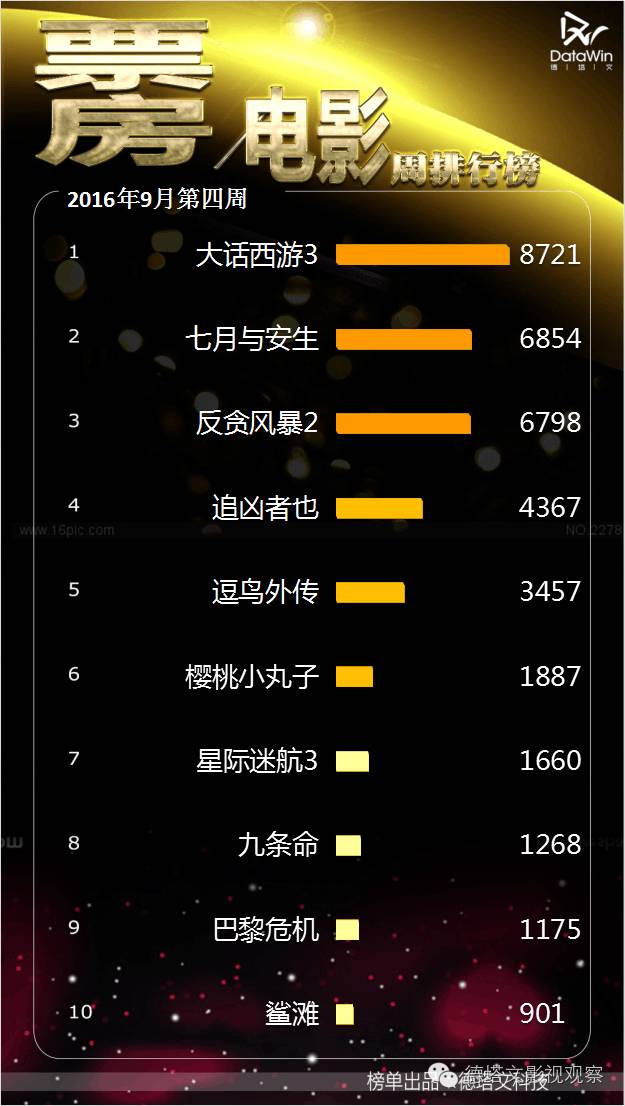 DataWin
德 | 塔 | 文
票房/电影周排行榜
2016年9月第四周
1 大话西游3 8721
2 七月与安生 6854
3 反贪风暴2 6798
4 追凶者也 4367
www.16pic.com NO.2278
5 逗鸟外传 3457
6 樱桃小丸子 1887
7 星际迷航3 1660
8 九条命 1268
9 巴黎危机 1175
10 鲨滩 901
德塔文影视观察
榜单出品 德塔文科技